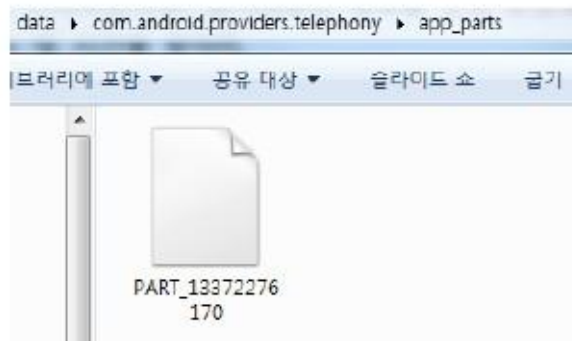 data ▸ com.android.providers.telephony ▸ app_parts
브러리에 포함 ▼ 공유 대상 ▼ 슬라이드 쇼 굽기
PART_13372276
170